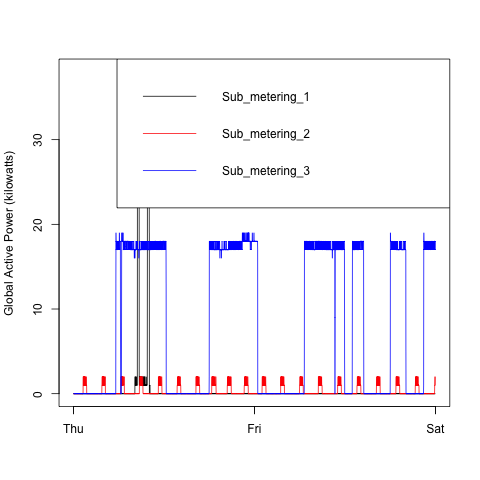 Sub_metering_1
Sub_metering_2
Sub_metering_3
Global Active Power (kilowatts)
30
20
10
0
Thu Fri Sat